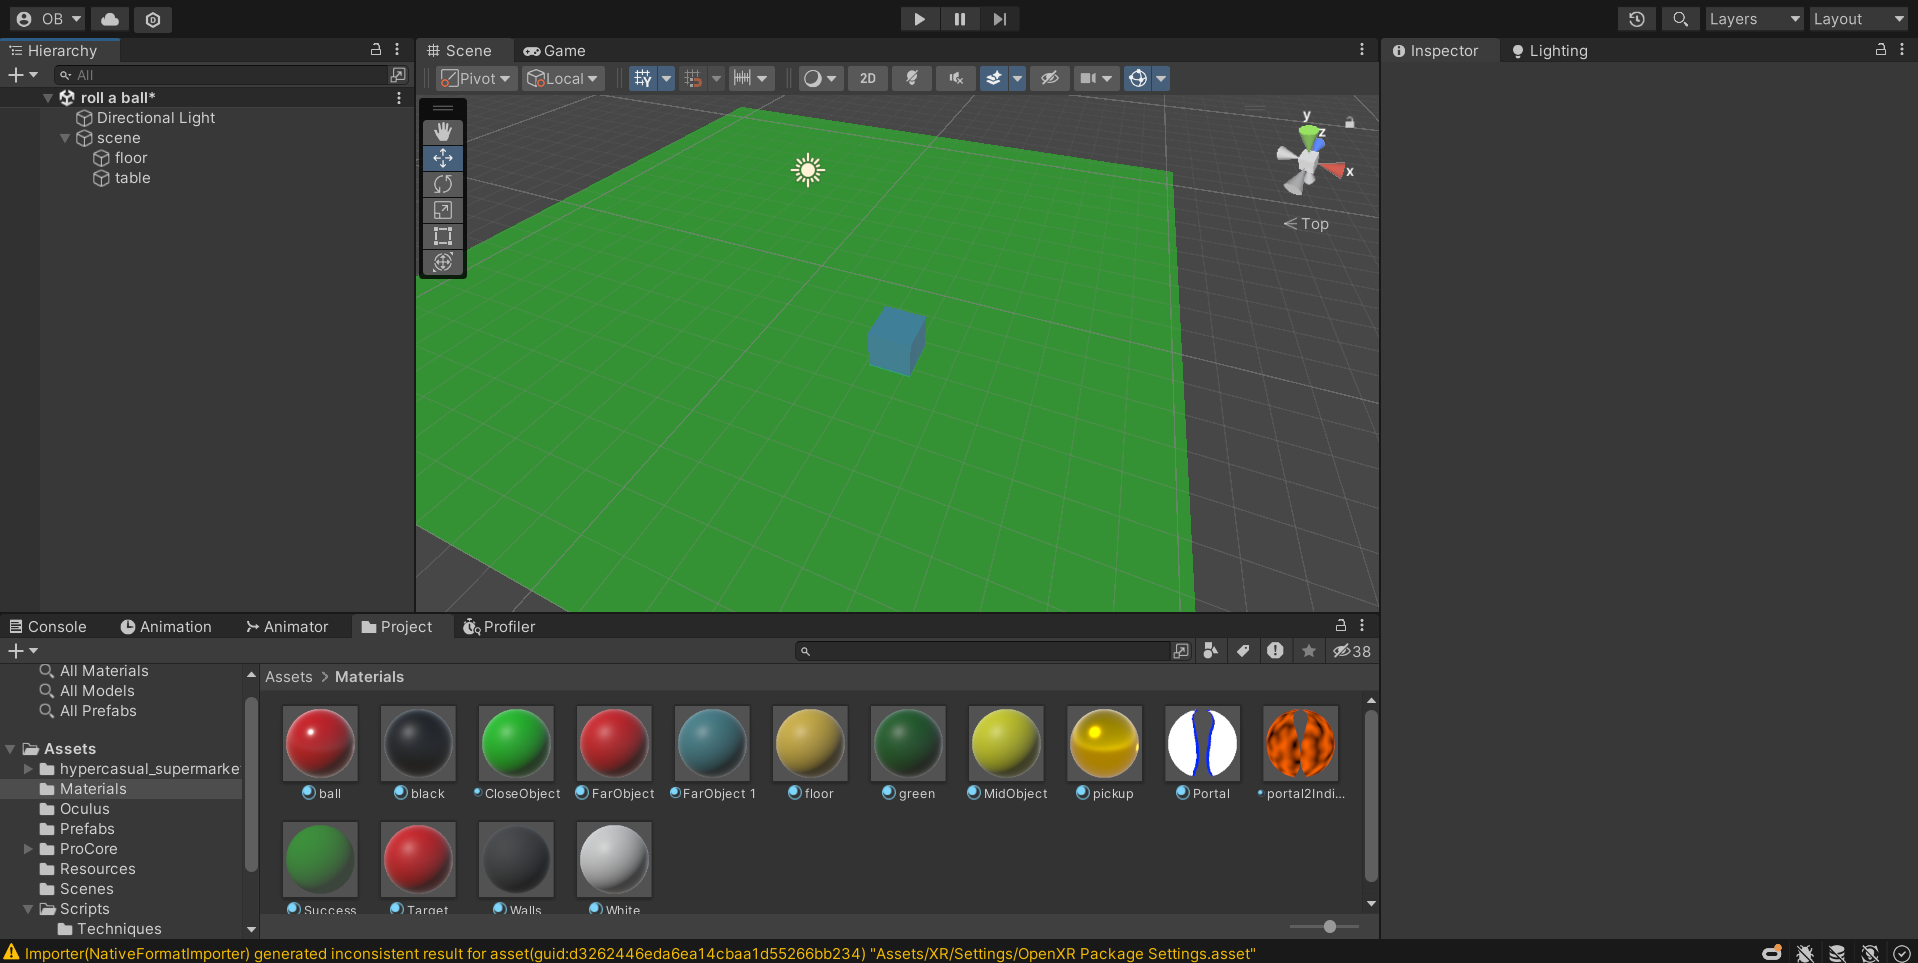 OB
Layers
Layout
Hierarchy
Scene
Game
Inspector
Lighting
All
Pivot
Local
2D
roll a ball*
Directional Light
scene
floor
table
y
z
x
Top
Console
Animation
Animator
Project
Profiler
38
All Materials
All Models
All Prefabs
Assets
hypercasual_supermarke
Materials
Oculus
Prefabs
ProCore
Resources
Scenes
Scripts
Techniques
Assets > Materials
ball
black
CloseObject
FarObject
FarObject 1
floor
green
MidObject
pickup
Portal
portal2Indi...
Success
Target
Walls
White
Importer(NativeFormatImporter) generated inconsistent result for asset(guid:d3262446eda6ea14cbaa1d55266bb234) "Assets/XR/Settings/OpenXR Package Settings.asset"